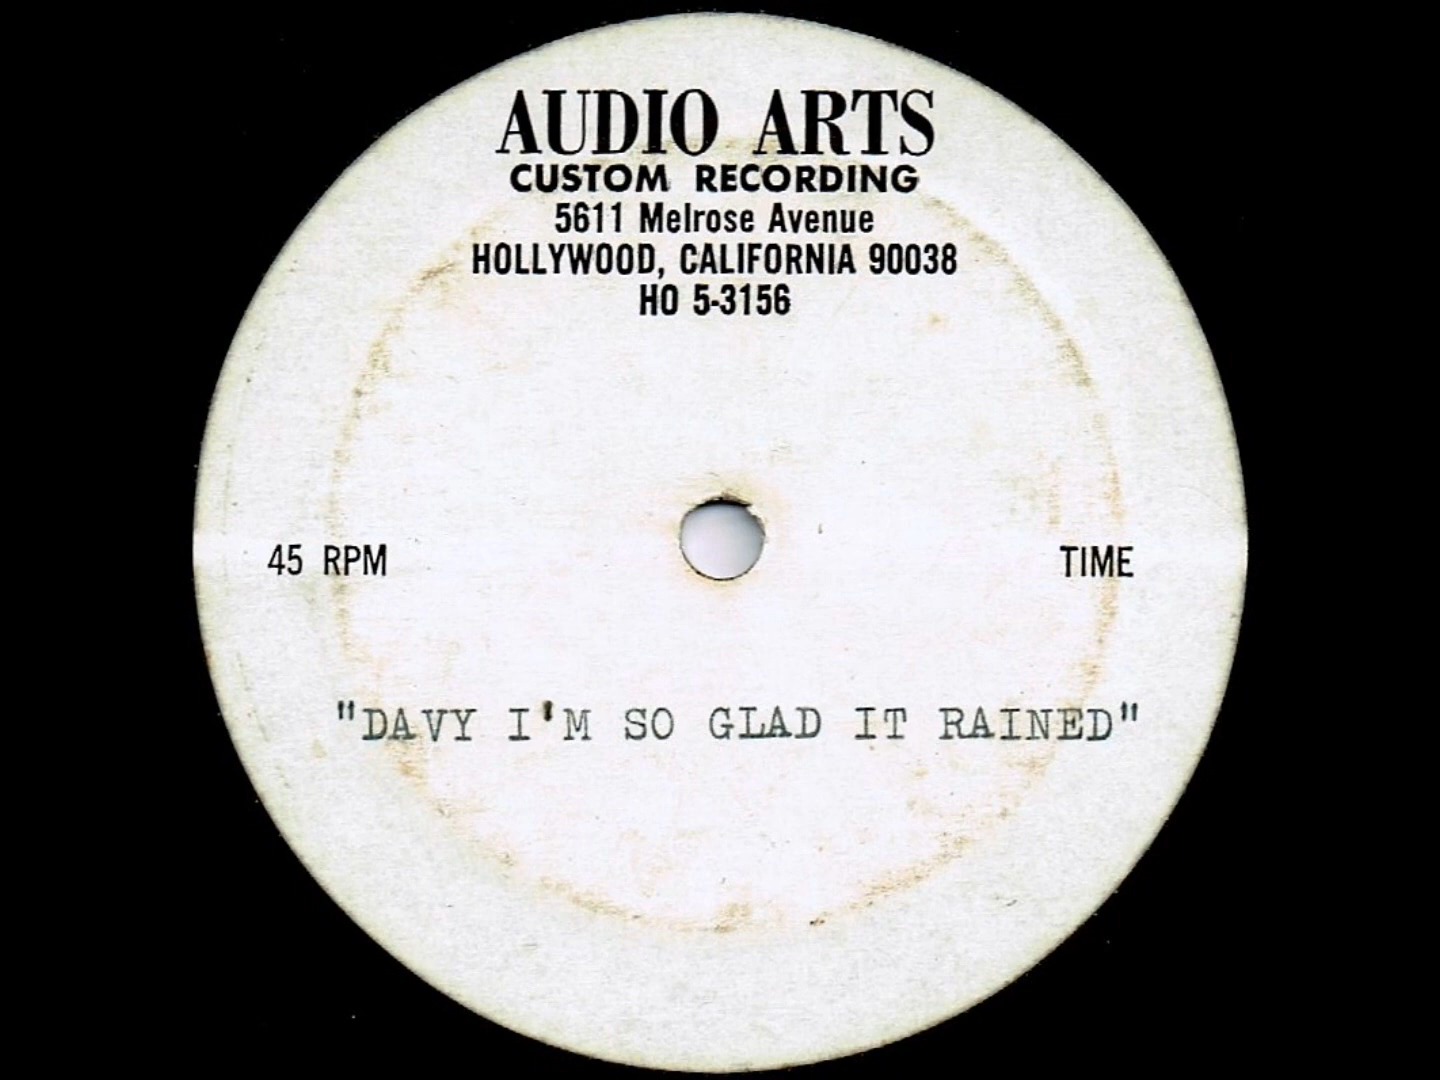 AUDIO ARTS
CUSTOM RECORDING
5611 Melrose Avenue
HOLLYWOOD, CALIFORNIA 90038
HO 5-3156
45 RPM
TIME
"DAVY I'M SO GLAD IT RAINED"